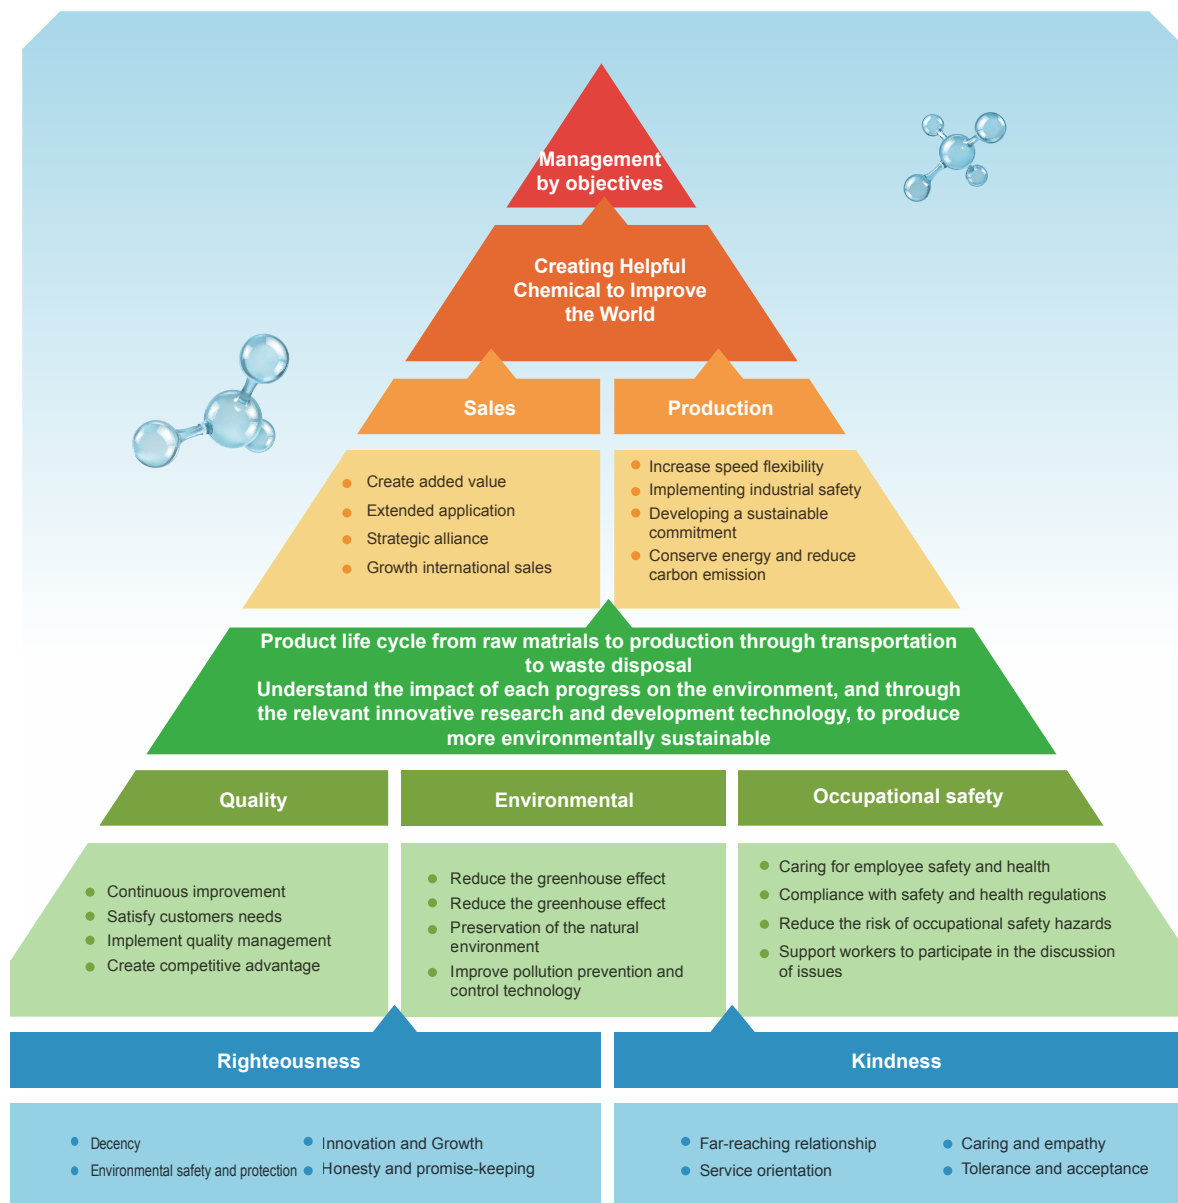 Management
by objectives
Creating Helpful
Chemical to Improve
the World
Sales
Production
Create added value
Extended application
Strategic alliance
Growth international sales
Increase speed flexibility
Implementing industrial safety
Developing a sustainable
commitment
Conserve energy and reduce
carbon emission
Product life cycle from raw matrials to production through transportation
to waste disposal
Understand the impact of each progress on the environment, and through
the relevant innovative research and development technology, to produce
more environmentally sustainable
Quality
Environmental
Occupational safety
Continuous improvement
Satisfy customers needs
Implement quality management
Create competitive advantage
Reduce the greenhouse effect
Reduce the greenhouse effect
Preservation of the natural
environment
Improve pollution prevention and
control technology
Caring for employee safety and health
Compliance with safety and health regulations
Reduce the risk of occupational safety hazards
Support workers to participate in the discussion
of issues
Righteousness
Kindness
Decency
Environmental safety and protection
Innovation and Growth
Honesty and promise-keeping
Far-reaching relationship
Service orientation
Caring and empathy
Tolerance and acceptance